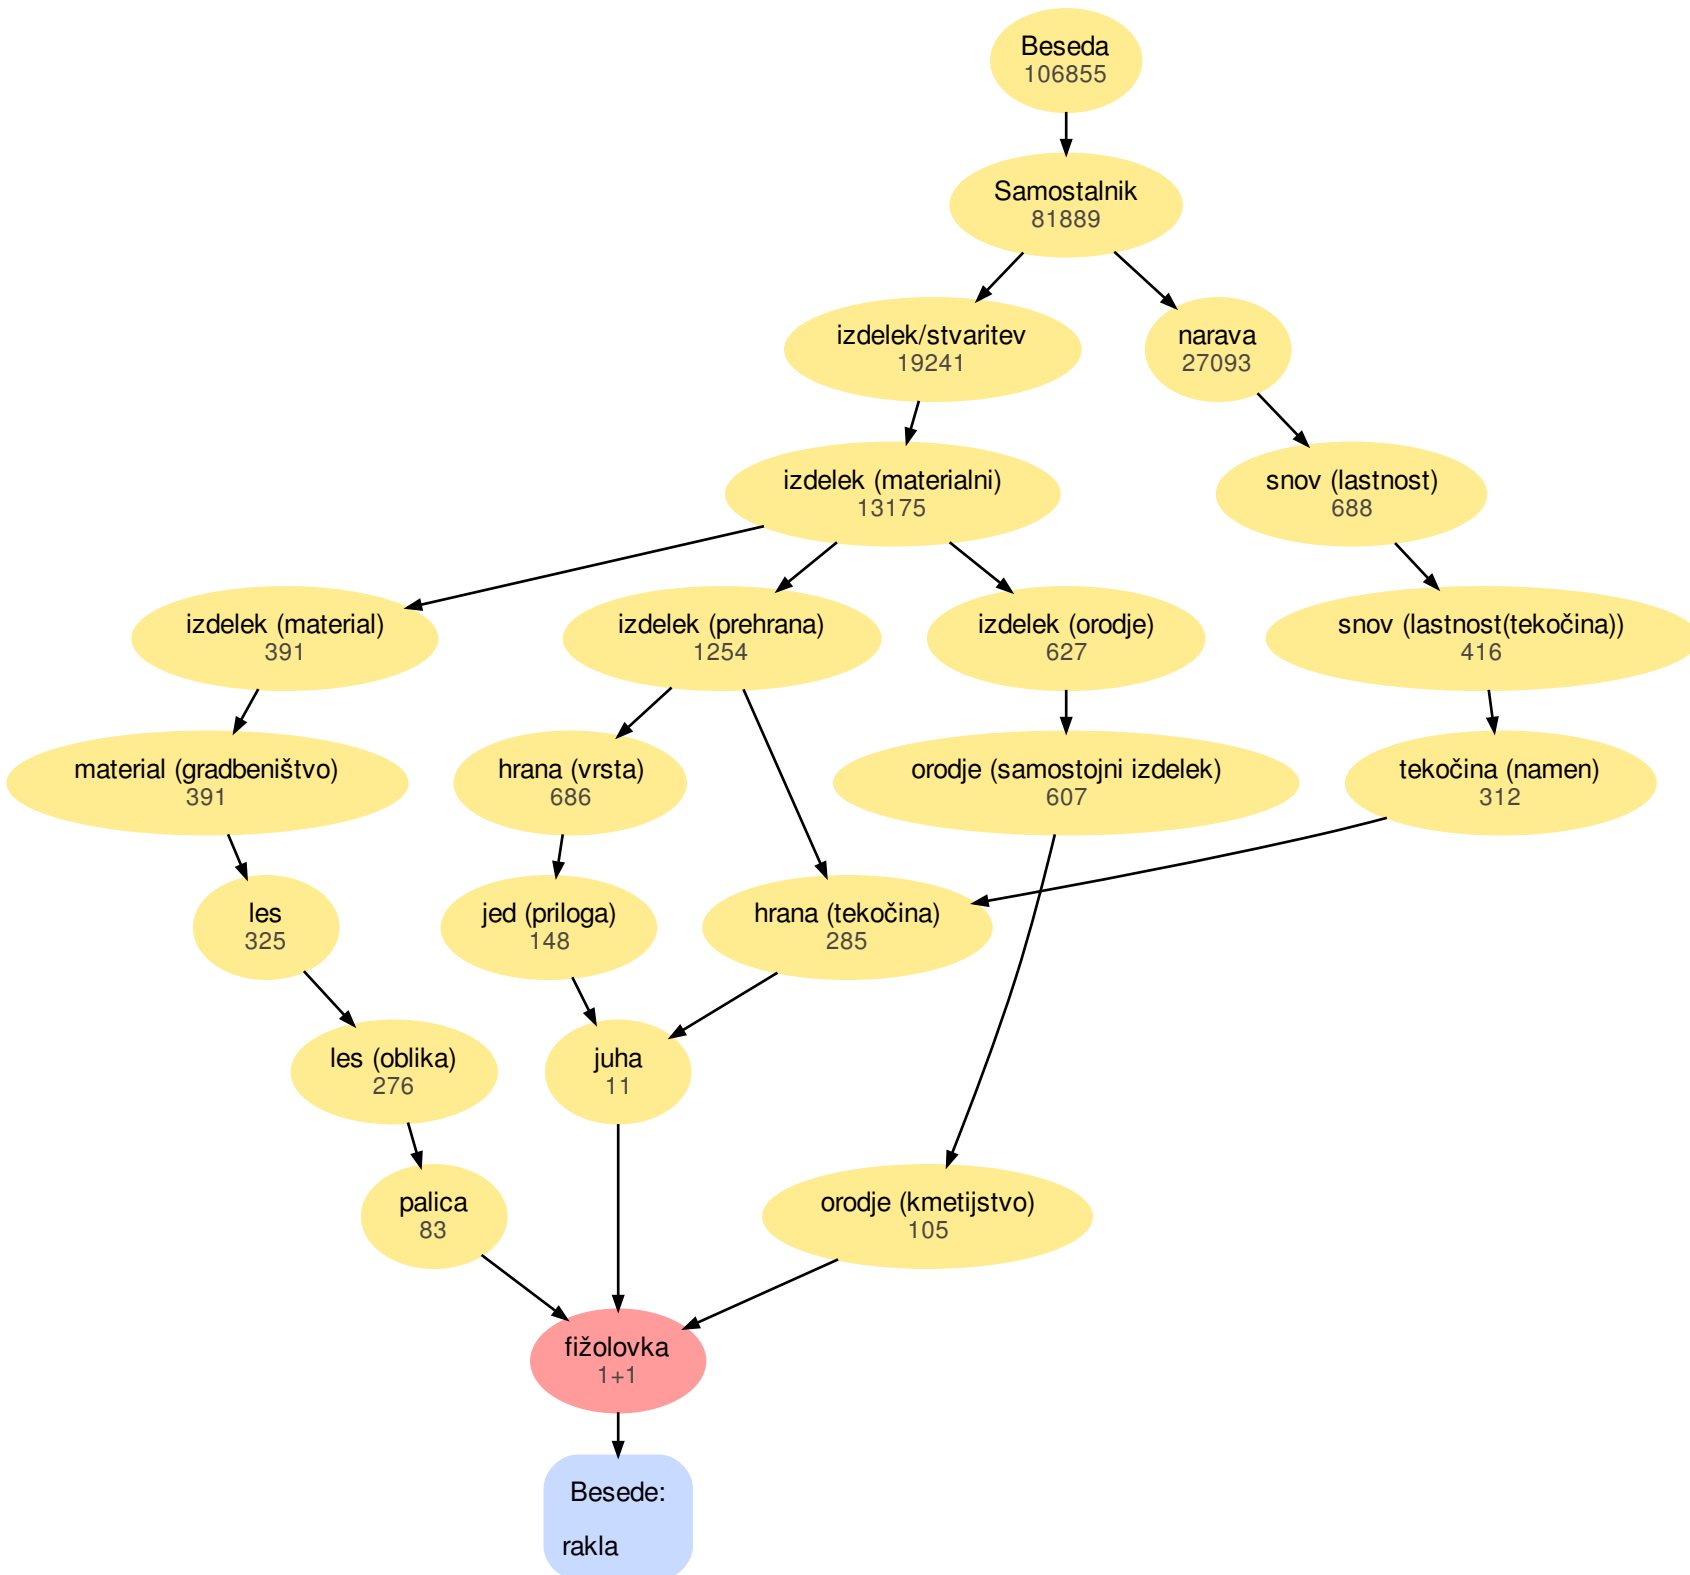 Beseda
106855
Samostalnik
81889
izdelek/stvaritev
19241
narava
27093
izdelek (materialni)
13175
snov (lastnost)
688
izdelek (material)
391
izdelek (prehrana)
1254
izdelek (orodje)
627
snov (lastnost(tekočina))
416
material (gradbeništvo)
391
hrana (vrsta)
686
orodje (samostojni izdelek)
607
tekočina (namen)
312
les
325
jed (priloga)
148
hrana (tekočina)
285
les (oblika)
276
juha
11
palica
83
orodje (kmetijstvo)
105
fižolovka
1+1
Besede:
rakla